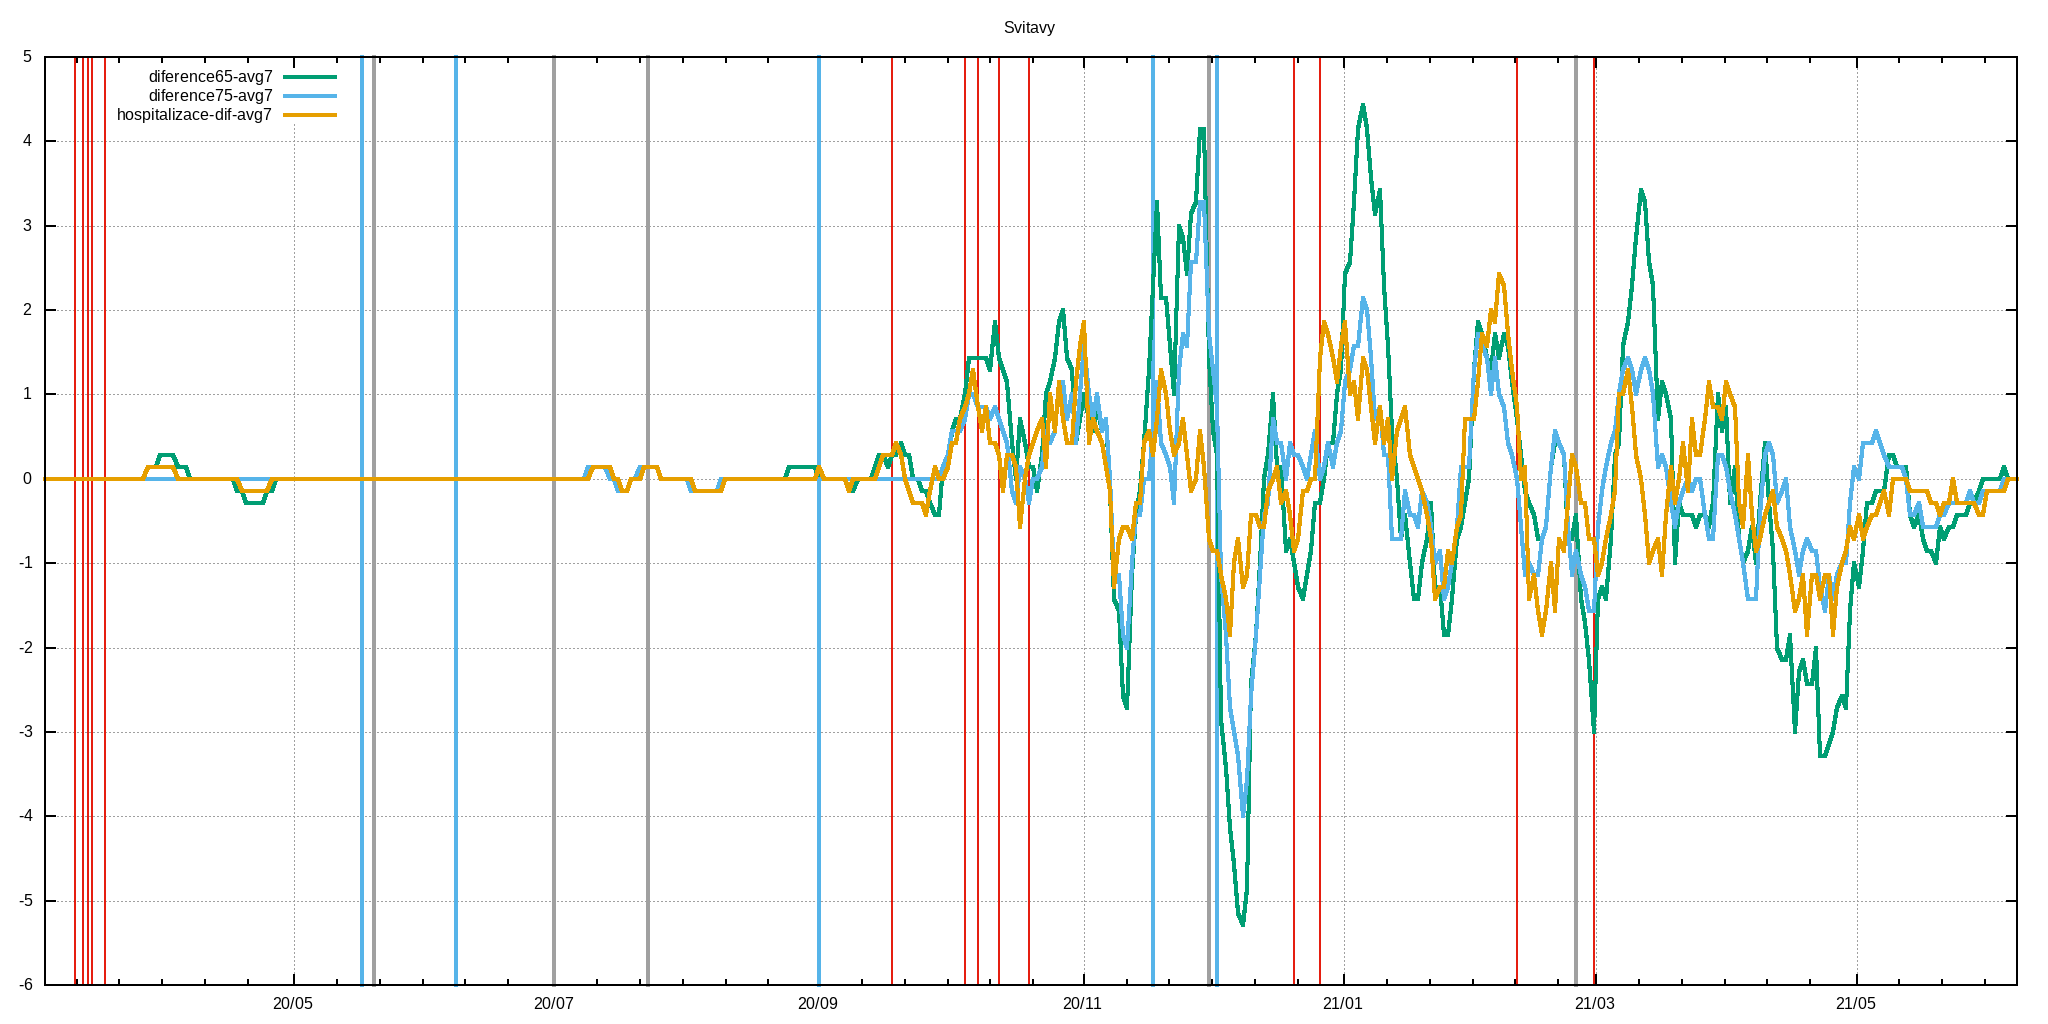 Svitavy
diference65-avg7
diference75-avg7
hospitalizace-dif-avg7
5
4
3
2
1
0
-1
-2
-3
-4
-5
-6
20/05 20/07 20/09 20/11 21/01 21/03 21/05